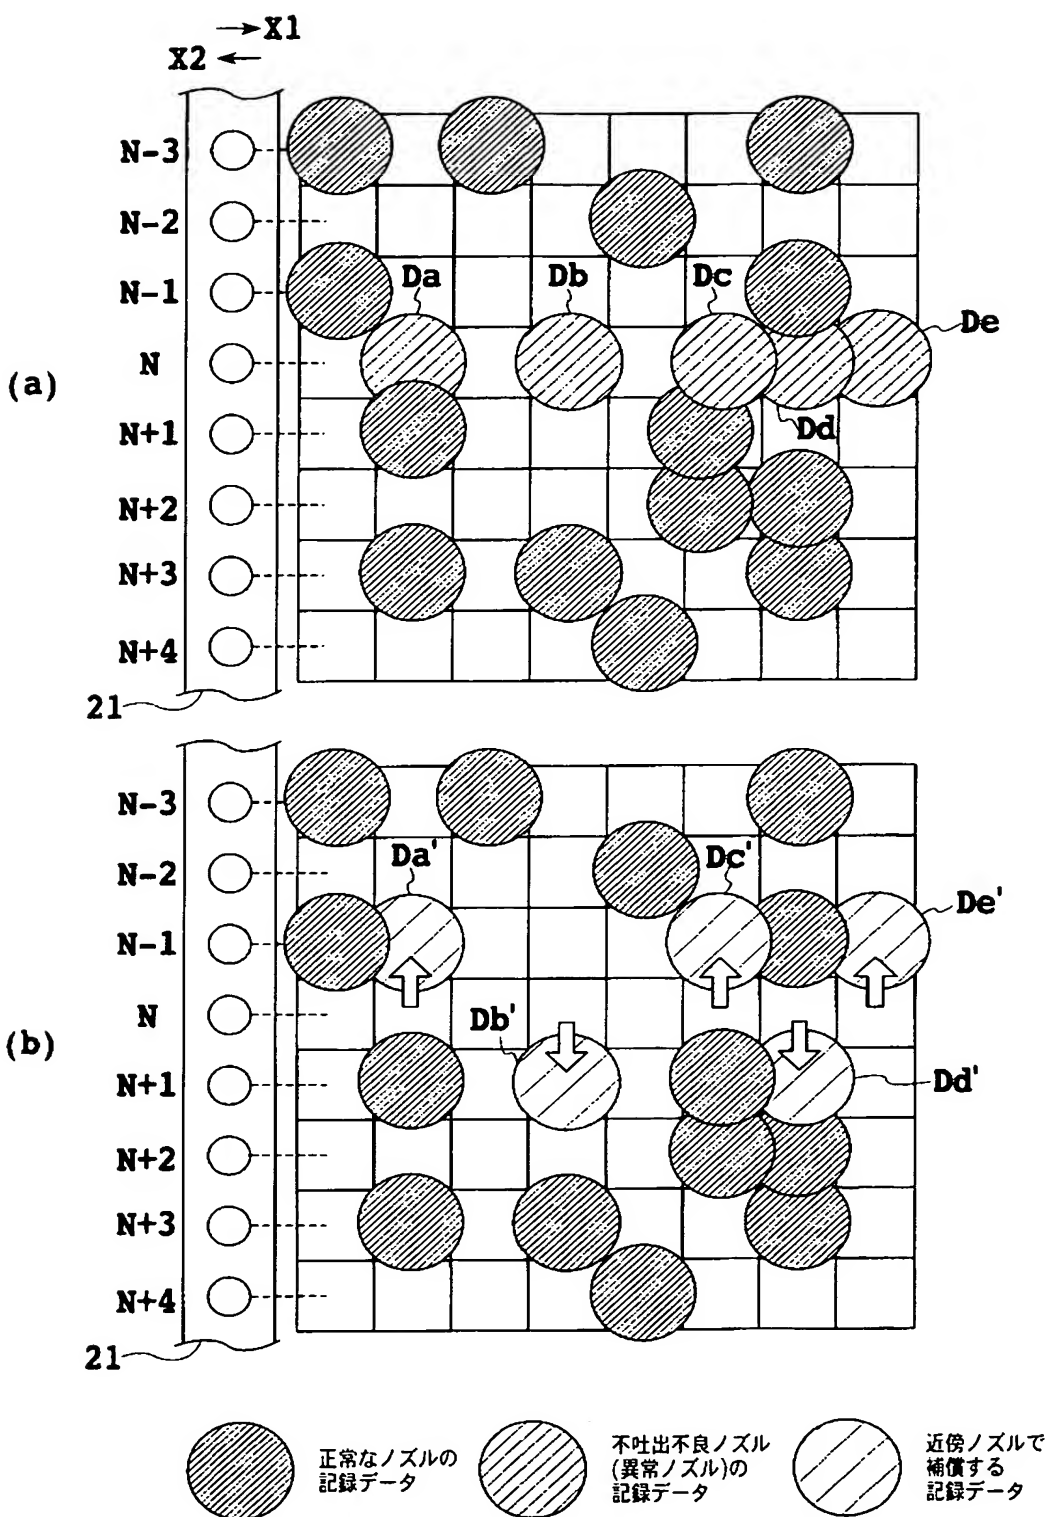 →X1
X2←
(a)
N-3
N-2
N-1
N
N+1
N+2
N+3
N+4
Da
Db
Dc
De
Dd
21
(b)
N-3
N-2
N-1
N
N+1
N+2
N+3
N+4
Da'
Dc'
De'
Db'
Dd'
21
正常なノズルの
記録データ
不吐出不良ノズル
(異常ノズル)の
記録データ
近傍ノズルで
補償する
記録データ